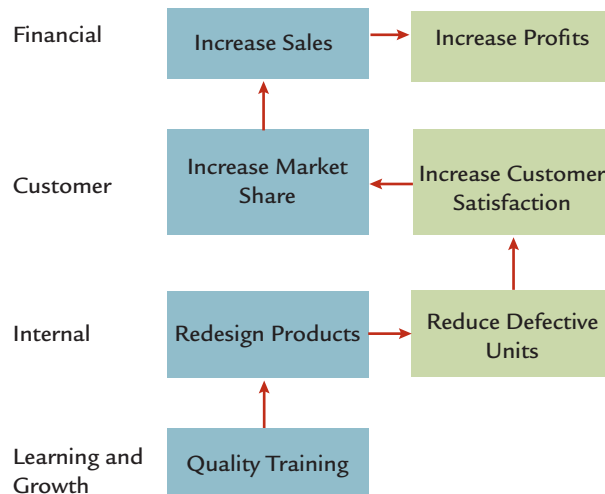 Financial
Increase Sales
Increase Profits
Customer
Increase Market
Share
Increase Customer
Satisfaction
Internal
Redesign Products
Reduce Defective
Units
Learning and
Growth
Quality Training